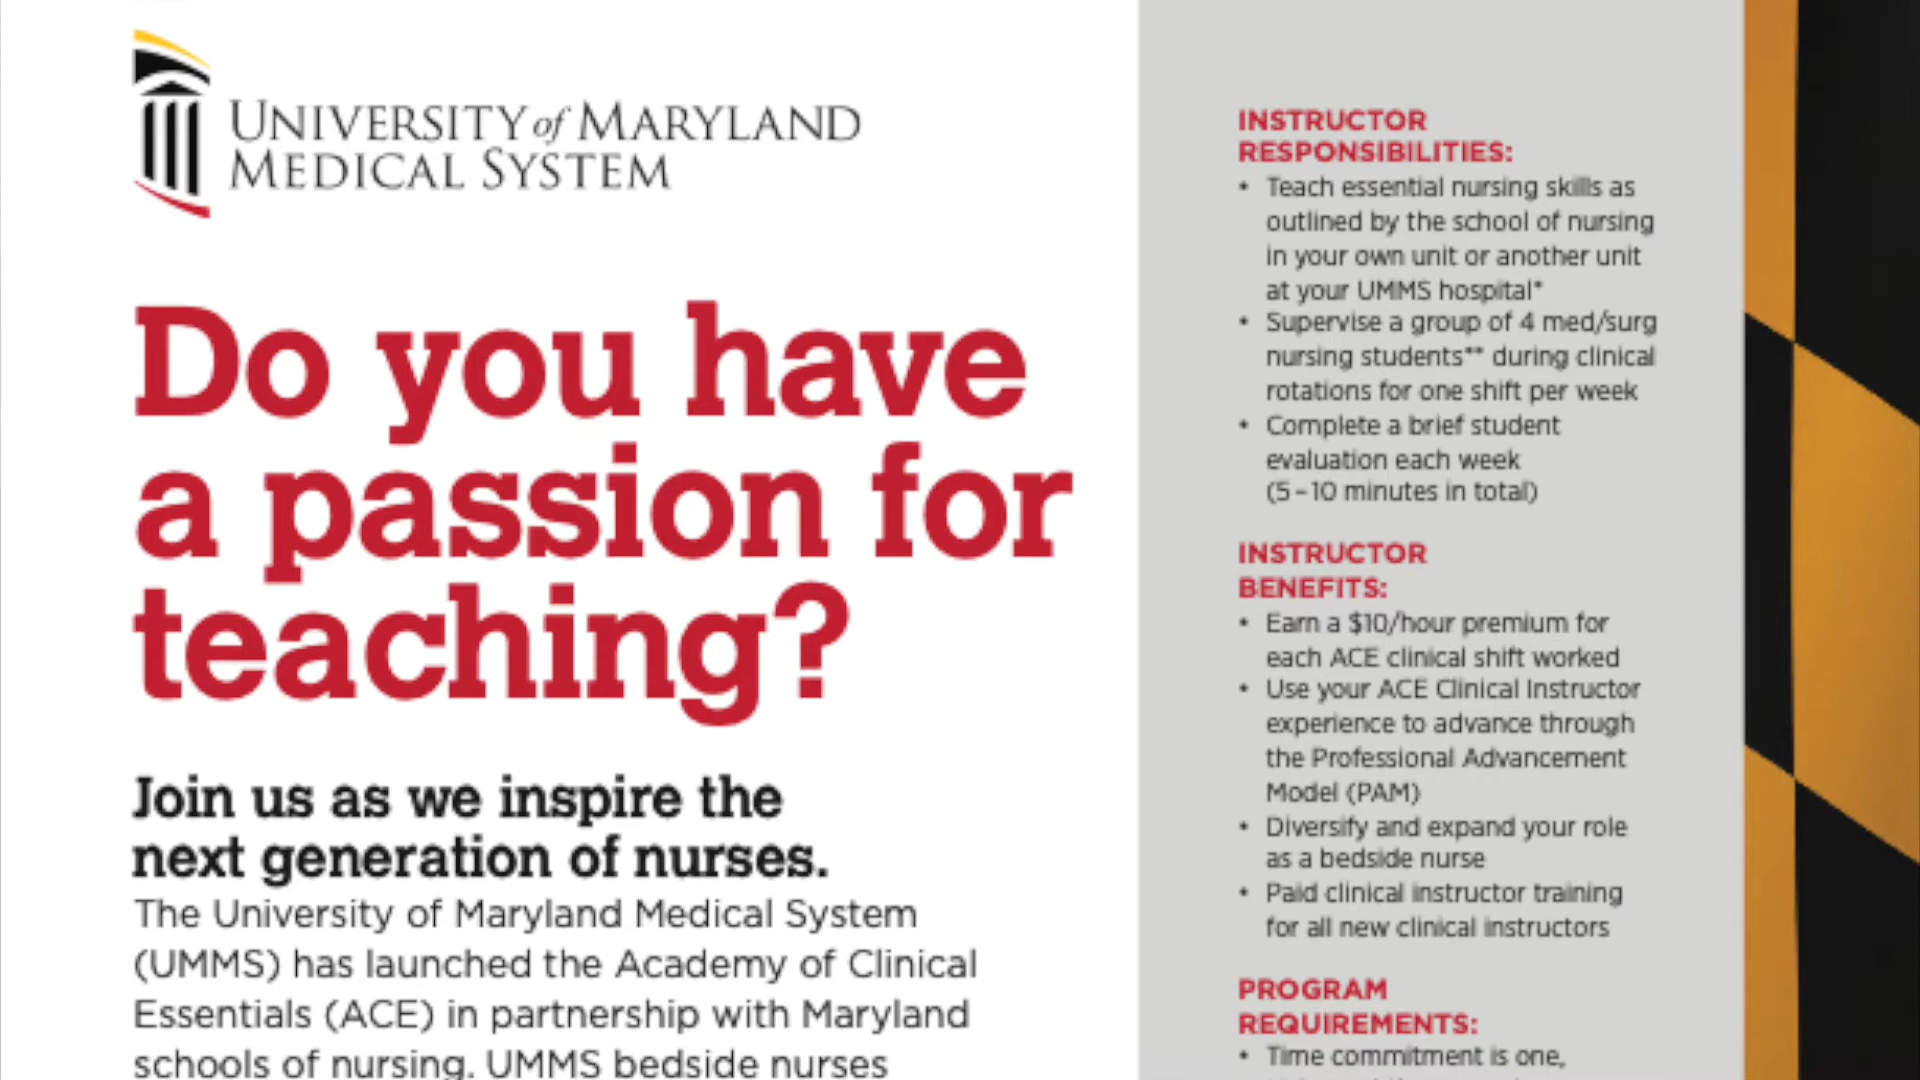 UNIVERSITY of MARYLAND
MEDICAL SYSTEM
Do you have
a passion for
teaching?
Join us as we inspire the
next generation of nurses.
The University of Maryland Medical System
(UMMS) has launched the Academy of Clinical
Essentials (ACE) in partnership with Maryland
schools of nursing. UMMS bedside nurses
INSTRUCTOR
RESPONSIBILITIES:
• Teach essential nursing skills as
outlined by the school of nursing
in your own unit or another unit
at your UMMS hospital*
• Supervise a group of 4 med/surg
nursing students** during clinical
rotations for one shift per week
• Complete a brief student
evaluation each week
(5–10 minutes in total)
INSTRUCTOR
BENEFITS:
• Earn a $10/hour premium for
each ACE clinical shift worked
• Use your ACE Clinical Instructor
experience to advance through
the Professional Advancement
Model (PAM)
• Diversify and expand your role
as a bedside nurse
• Paid clinical instructor training
for all new clinical instructors
PROGRAM
REQUIREMENTS:
• Time commitment is one,